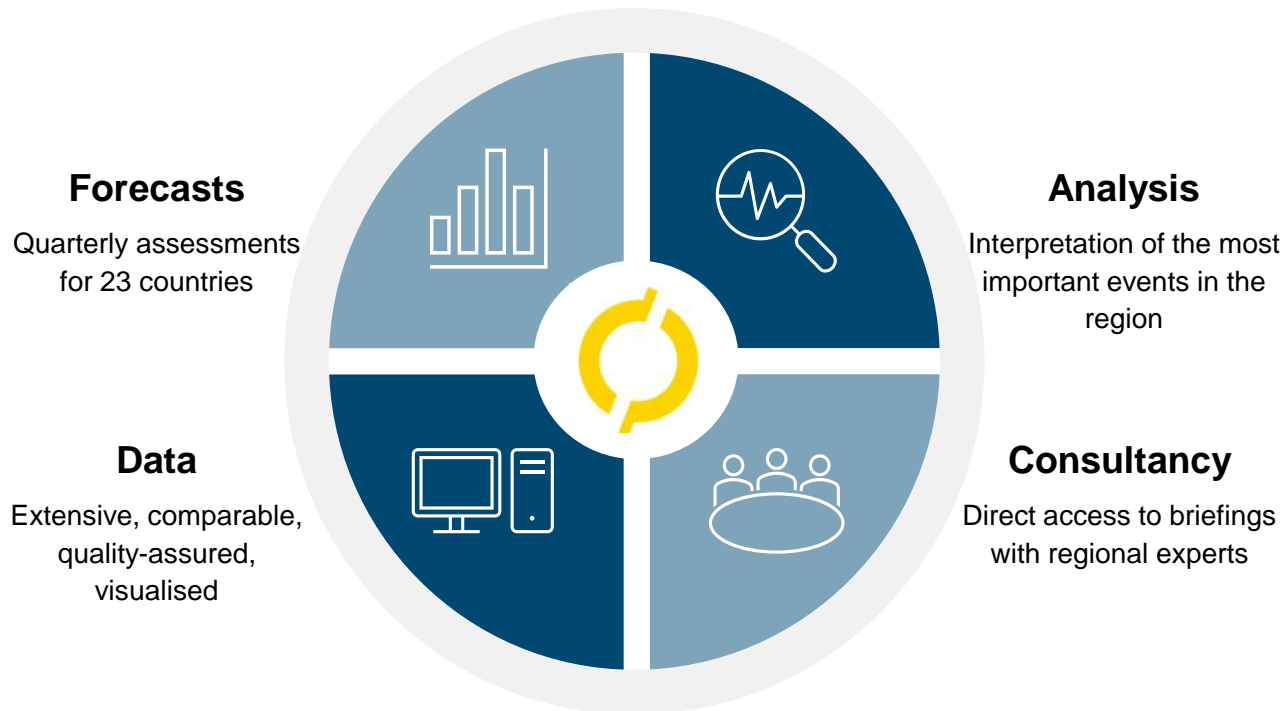 Forecasts
Quarterly assessments
for 23 countries
Analysis
Interpretation of the most
important events in the
region
Data
Extensive, comparable,
quality-assured,
visualised
Consultancy
Direct access to briefings
with regional experts